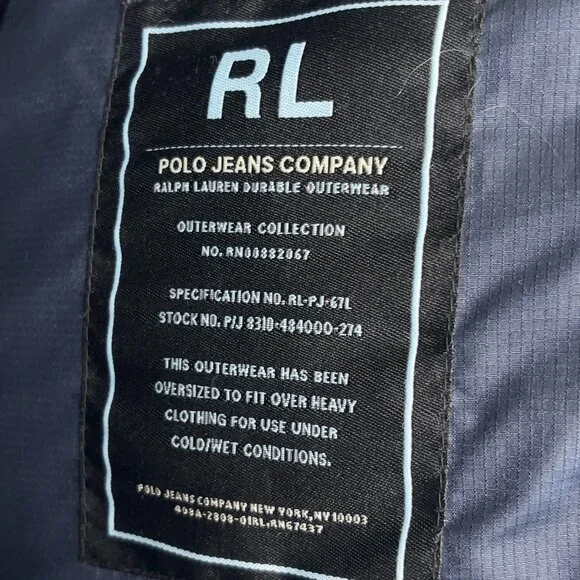 RL
POLO JEANS COMPANY
RALPH LAUREN DURABLE OUTERWEAR
OUTERWEAR COLLECTION
NO. RN00882067
SPECIFICATION NO. RL-PJ-67L
STOCK NO. P/J 8310-484000-274
THIS OUTERWEAR HAS BEEN
OVERSIZED TO FIT OVER HEAVY
CLOTHING FOR USE UNDER
COLD/WET CONDITIONS.
POLO JEANS COMPANY NEW YORK, NY 10003